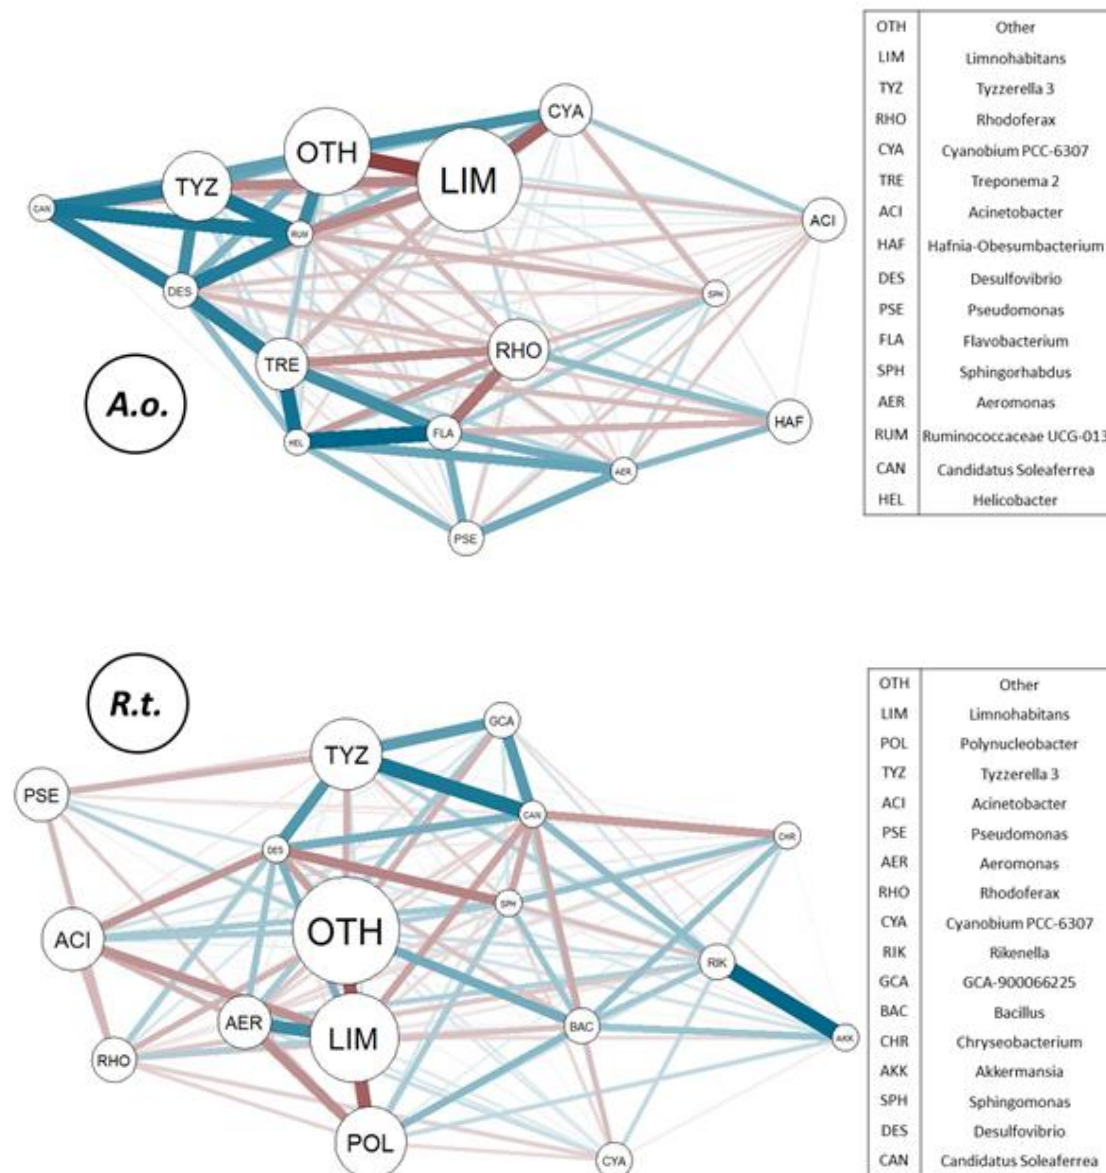 OTH Other
LIM Limnohabitans
TYZ Tyzzerella 3
RHO Rhodoferax
CYA Cyanobium PCC-6307
TRE Treponema 2
ACI Acinetobacter
HAF Hafnia-Obesumbacterium
DES Desulfovibrio
PSE Pseudomonas
FLA Flavobacterium
SPH Sphingorhabdus
AER Aeromonas
RUM Ruminococcaceae UCG-013
CAN Candidatus Soleaferrea
HEL Helicobacter
CYA
OTH
LIM
TYZ
CAN
RUM
ACI
DES
SPH
RHO
TRE
A.o.
HAF
FLA
HEL
AER
PSE
R.t.
OTH Other
LIM Limnohabitans
POL Polynucleobacter
TYZ Tyzzerella 3
ACI Acinetobacter
PSE Pseudomonas
AER Aeromonas
RHO Rhodoferax
CYA Cyanobium PCC-6307
RIK Rikenella
GCA GCA-900066225
BAC Bacillus
CHR Chryseobacterium
AKK Akkermansia
SPH Sphingomonas
DES Desulfovibrio
CAN Candidatus Soleaferrea
GCA
TYZ
PSE
CAN
CHR
DES
SPH
OTH
ACI
RIK
AER
BAC
LIM
AKK
RHO
POL
CYA